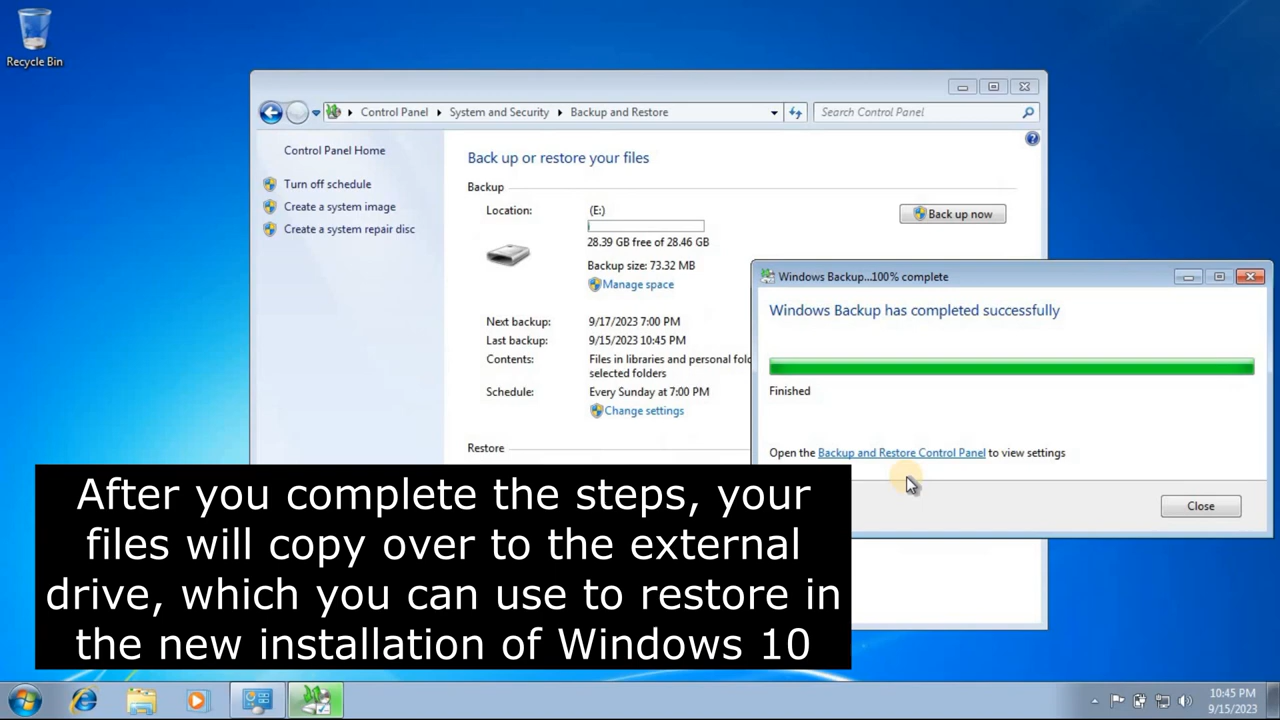 Recycle Bin
Control Panel
System and Security
Backup and Restore
Search Control Panel
Control Panel Home
Turn off schedule
Create a system image
Create a system repair disc
Back up or restore your files
Backup
Location:
(E:)
Back up now
28.39 GB free of 28.46 GB
Backup size: 73.32 MB
Manage space
Next backup:
9/17/2023 7:00 PM
Last backup:
9/15/2023 10:45 PM
Contents:
Files in libraries and personal
selected folders
Schedule:
Every Sunday at 7:00 PM
Change settings
Restore
Windows Backup...100% complete
Windows Backup has completed successfully
Finished
Open the Backup and Restore Control Panel to view settings
Close
After you complete the steps, your
files will copy over to the external
drive, which you can use to restore in
the new installation of Windows 10
10:45 PM
9/15/2023